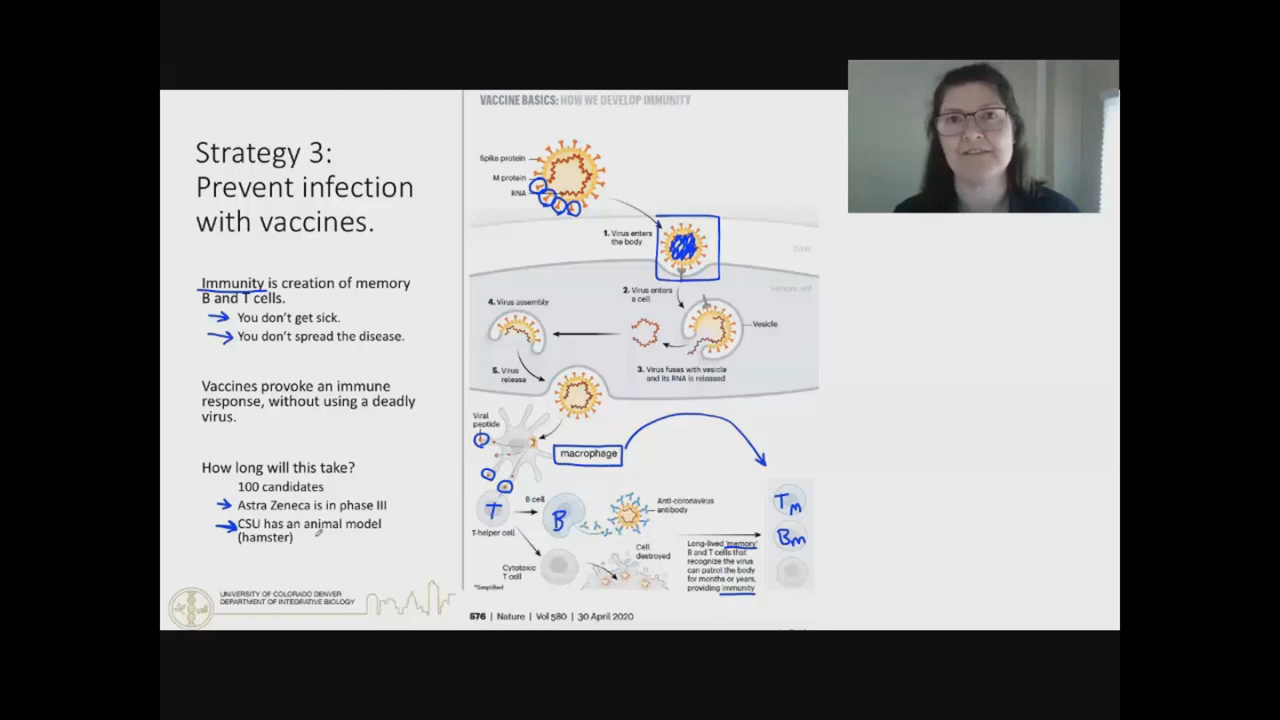 Strategy 3:
Prevent infection
with vaccines.
Immunity is creation of memory
B and T cells.
You don't get sick.
You don't spread the disease.
Vaccines provoke an immune
response, without using a deadly
virus.
How long will this take?
100 candidates
Astra Zeneca is in phase III
CSU has an animal model
(hamster)
UNIVERSITY OF COLORADO DENVER
DEPARTMENT OF INTEGRATIVE BIOLOGY
VACCINE BASICS: HOW WE DEVELOP IMMUNITY
Spike protein
M protein
RNA
1. Virus enters
the body
2. Virus enters
a cell
Vesicle
4. Virus assembly
3. Virus fuses with vesicle
and its RNA is released
5. Virus
release
Viral
peptide
macrophage
T
T-helper cell
B cell
B
Anti-coronavirus
antibody
Cytotoxic
T cell
Cell
destroyed
Long-lived 'memory'
B and T cells that
recognize the virus
can patrol the body
for months or years,
providing immunity
TM
BM
*Simplified
576 | Nature | Vol 580 | 30 April 2020